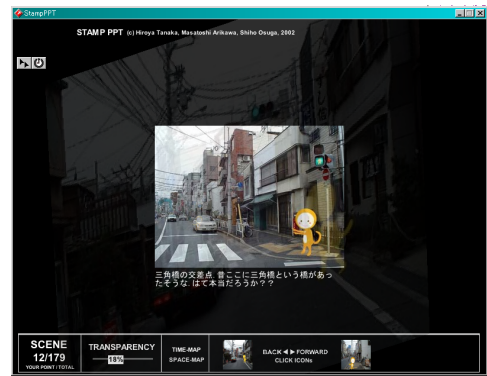 StampPPT
STAMP PPT (c) Hiroya Tanaka, Masatoshi Arikawa, Shiho Osuga, 2002
三角橋の交差点. 昔ここに三角橋という橋があっ
たそうな. はて本当だろうか？？
SCENE
12/179
YOUR POINT / TOTAL
TRANSPARENCY
18%
TIME-MAP
SPACE-MAP
BACK ◀ ▶ FORWARD
CLICK ICONs